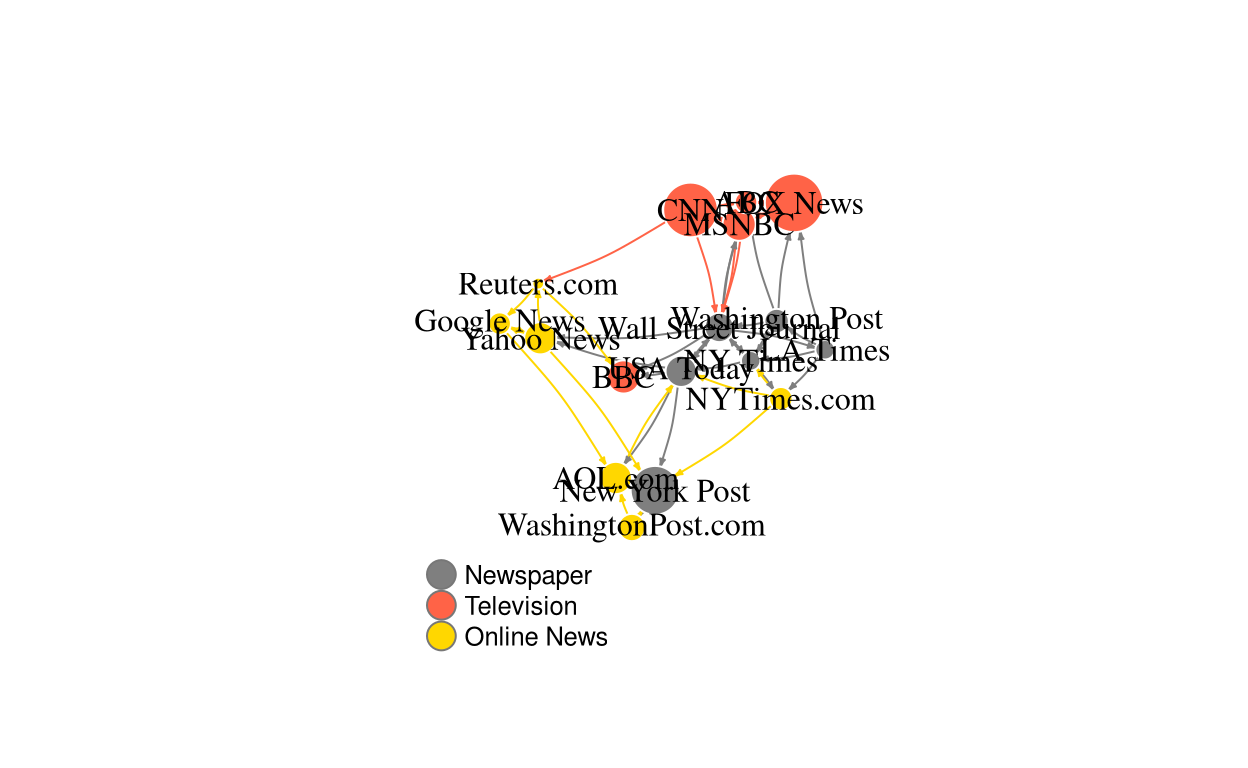 CNN
ABC
FOX News
MSNBC
Reuters.com
Google News
Yahoo News
Washington Post
Wall Street Journal
NY Times
LA Times
USA Today
BBC
NYTimes.com
AOL.com
New York Post
WashingtonPost.com
Newspaper
Television
Online News